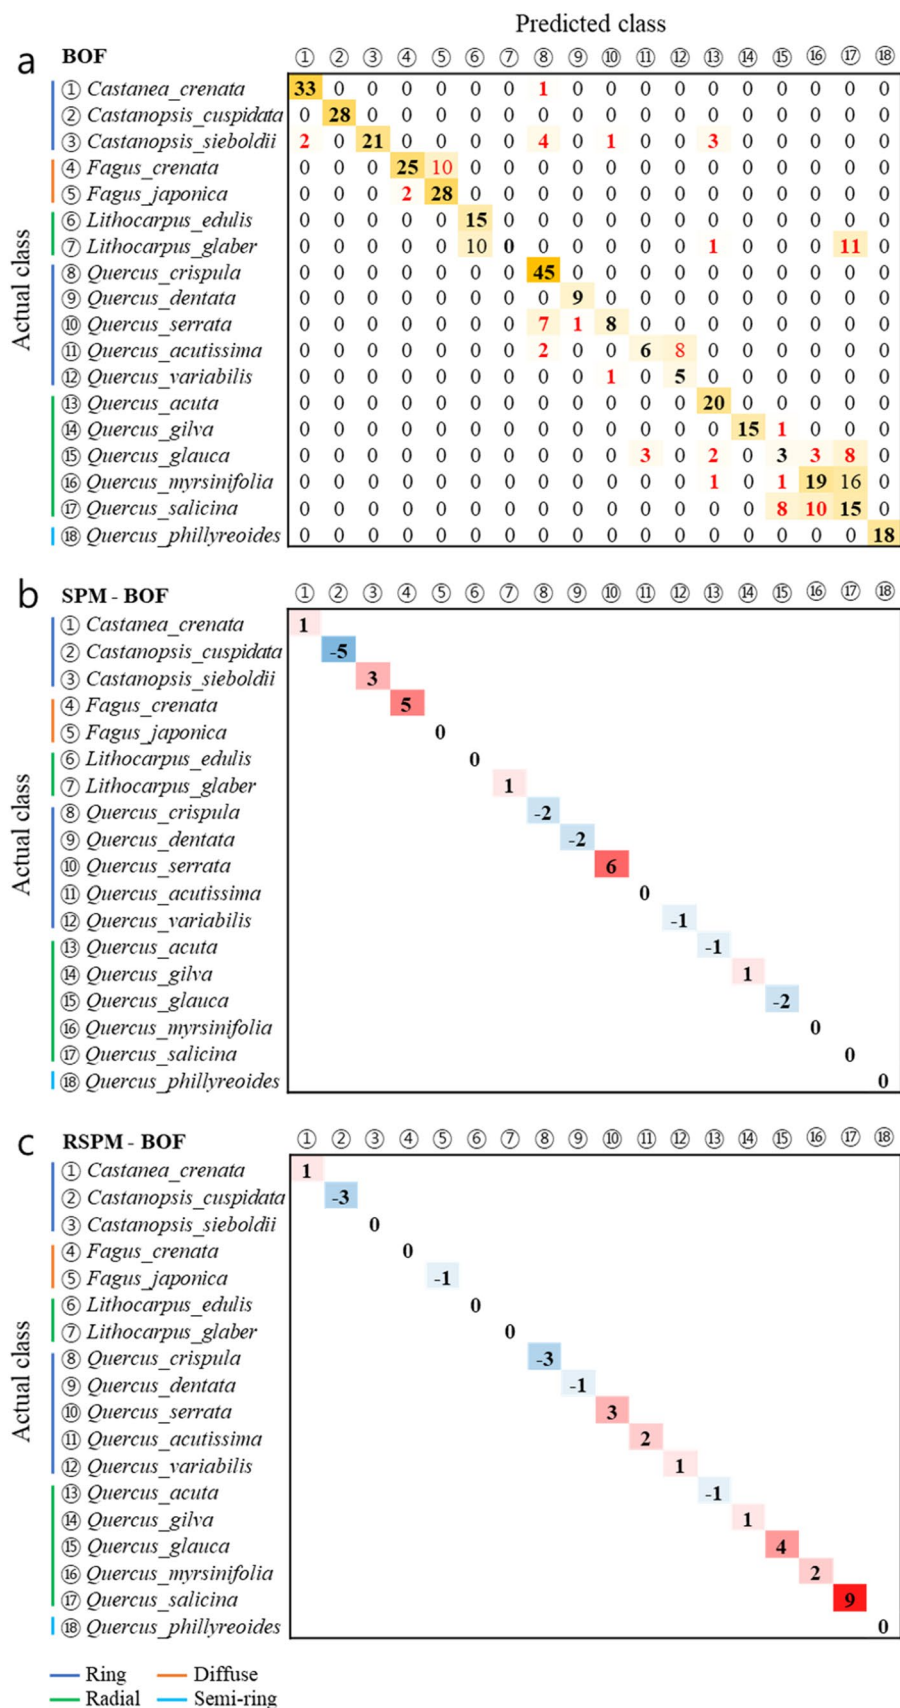 Predicted class
a BOF ① ② ③ ④ ⑤ ⑥ ⑦ ⑧ ⑨ ⑩ ⑪ ⑫ ⑬ ⑭ ⑮ ⑯ ⑰ ⑱
Actual class
① Castanea_crenata 33 0 0 0 0 0 0 1 0 0 0 0 0 0 0 0 0 0
② Castanopsis_cuspidata 0 28 0 0 0 0 0 0 0 0 0 0 0 0 0 0 0 0
③ Castanopsis_sieboldii 2 0 21 0 0 0 0 4 0 1 0 0 3 0 0 0 0 0
④ Fagus_crenata 0 0 0 25 10 0 0 0 0 0 0 0 0 0 0 0 0 0
⑤ Fagus_japonica 0 0 0 2 28 0 0 0 0 0 0 0 0 0 0 0 0 0
⑥ Lithocarpus_edulis 0 0 0 0 0 15 0 0 0 0 0 0 0 0 0 0 0 0
⑦ Lithocarpus_glaber 0 0 0 0 0 10 0 0 0 0 0 0 1 0 0 0 11 0
⑧ Quercus_crispula 0 0 0 0 0 0 0 45 0 0 0 0 0 0 0 0 0 0
⑨ Quercus_dentata 0 0 0 0 0 0 0 0 9 0 0 0 0 0 0 0 0 0
⑩ Quercus_serrata 0 0 0 0 0 0 0 7 1 8 0 0 0 0 0 0 0 0
⑪ Quercus_acutissima 0 0 0 0 0 0 0 2 0 0 6 8 0 0 0 0 0 0
⑫ Quercus_variabilis 0 0 0 0 0 0 0 0 0 1 0 5 0 0 0 0 0 0
⑬ Quercus_acuta 0 0 0 0 0 0 0 0 0 0 0 0 20 0 0 0 0 0
⑭ Quercus_gilva 0 0 0 0 0 0 0 0 0 0 0 0 0 15 1 0 0 0
⑮ Quercus_glauca 0 0 0 0 0 0 0 0 0 0 3 0 2 0 3 3 8 0
⑯ Quercus_myrsinifolia 0 0 0 0 0 0 0 0 0 0 0 0 1 0 1 19 16 0
⑰ Quercus_salicina 0 0 0 0 0 0 0 0 0 0 0 0 0 0 8 10 15 0
⑱ Quercus_phillyreoides 0 0 0 0 0 0 0 0 0 0 0 0 0 0 0 0 0 18
b SPM - BOF ① ② ③ ④ ⑤ ⑥ ⑦ ⑧ ⑨ ⑩ ⑪ ⑫ ⑬ ⑭ ⑮ ⑯ ⑰ ⑱
Actual class
① Castanea_crenata 1
② Castanopsis_cuspidata -5
③ Castanopsis_sieboldii 3
④ Fagus_crenata 5
⑤ Fagus_japonica 0
⑥ Lithocarpus_edulis 0
⑦ Lithocarpus_glaber 1
⑧ Quercus_crispula -2
⑨ Quercus_dentata -2
⑩ Quercus_serrata 6
⑪ Quercus_acutissima 0
⑫ Quercus_variabilis -1
⑬ Quercus_acuta -1
⑭ Quercus_gilva 1
⑮ Quercus_glauca -2
⑯ Quercus_myrsinifolia 0
⑰ Quercus_salicina 0
⑱ Quercus_phillyreoides 0
c RSPM - BOF ① ② ③ ④ ⑤ ⑥ ⑦ ⑧ ⑨ ⑩ ⑪ ⑫ ⑬ ⑭ ⑮ ⑯ ⑰ ⑱
Actual class
① Castanea_crenata 1
② Castanopsis_cuspidata -3
③ Castanopsis_sieboldii 0
④ Fagus_crenata 0
⑤ Fagus_japonica -1
⑥ Lithocarpus_edulis 0
⑦ Lithocarpus_glaber 0
⑧ Quercus_crispula -3
⑨ Quercus_dentata -1
⑩ Quercus_serrata 3
⑪ Quercus_acutissima 2
⑫ Quercus_variabilis 1
⑬ Quercus_acuta -1
⑭ Quercus_gilva 1
⑮ Quercus_glauca 4
⑯ Quercus_myrsinifolia 2
⑰ Quercus_salicina 9
⑱ Quercus_phillyreoides 0
Ring Diffuse
Radial Semi-ring